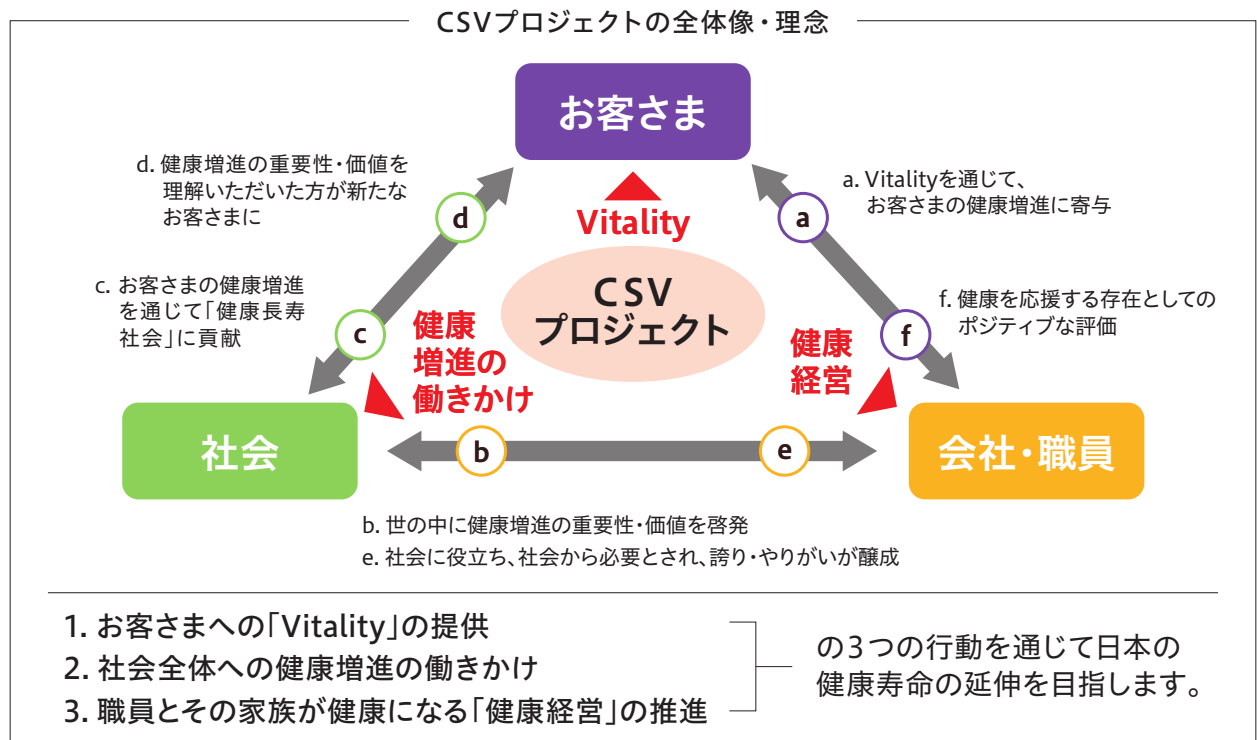 CSVプロジェクトの全体像・理念
お客さま
d. 健康増進の重要性・価値を
理解いただいた方が新たな
お客さまに
a. Vitalityを通じて、
お客さまの健康増進に寄与
d
a
Vitality
CSV
プロジェクト
c. お客さまの健康増進
を通じて「健康長寿
社会」に貢献
f. 健康を応援する存在としての
ポジティブな評価
c
f
健康
増進の
働きかけ
健康
経営
社会
b
e
会社・職員
b. 世の中に健康増進の重要性・価値を啓発
e. 社会に役立ち、社会から必要とされ、誇り・やりがいが醸成
1. お客さまへの「Vitality」の提供
2. 社会全体への健康増進の働きかけ
3. 職員とその家族が健康になる「健康経営」の推進
の3つの行動を通じて日本の
健康寿命の延伸を目指します。